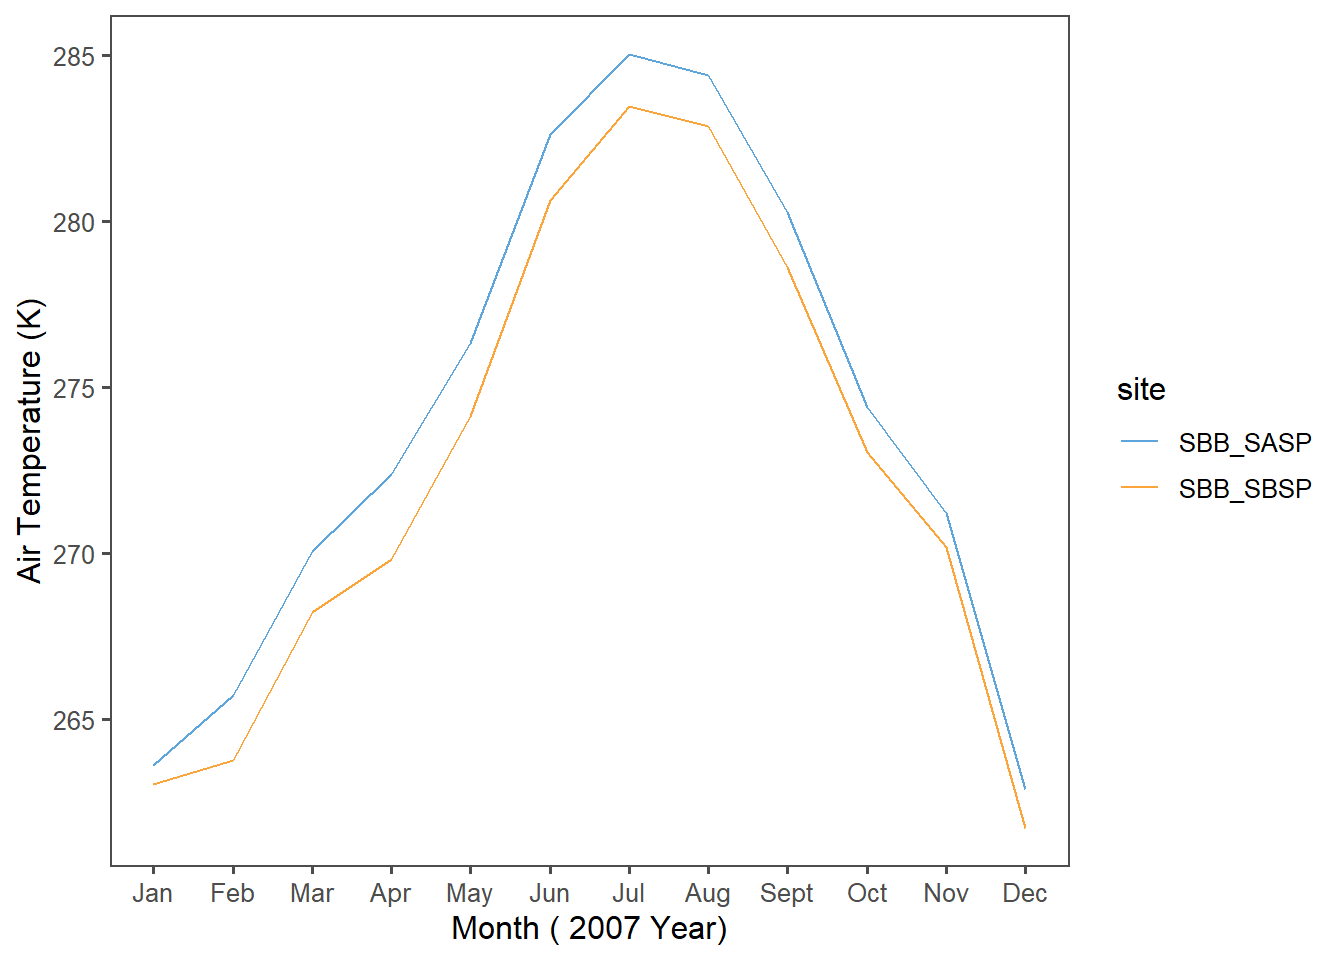 285
280
275
270
265
Air Temperature (K)
Jan Feb Mar Apr May Jun Jul Aug Sept Oct Nov Dec
Month ( 2007 Year)
site
SBB_SASP
SBB_SBSP